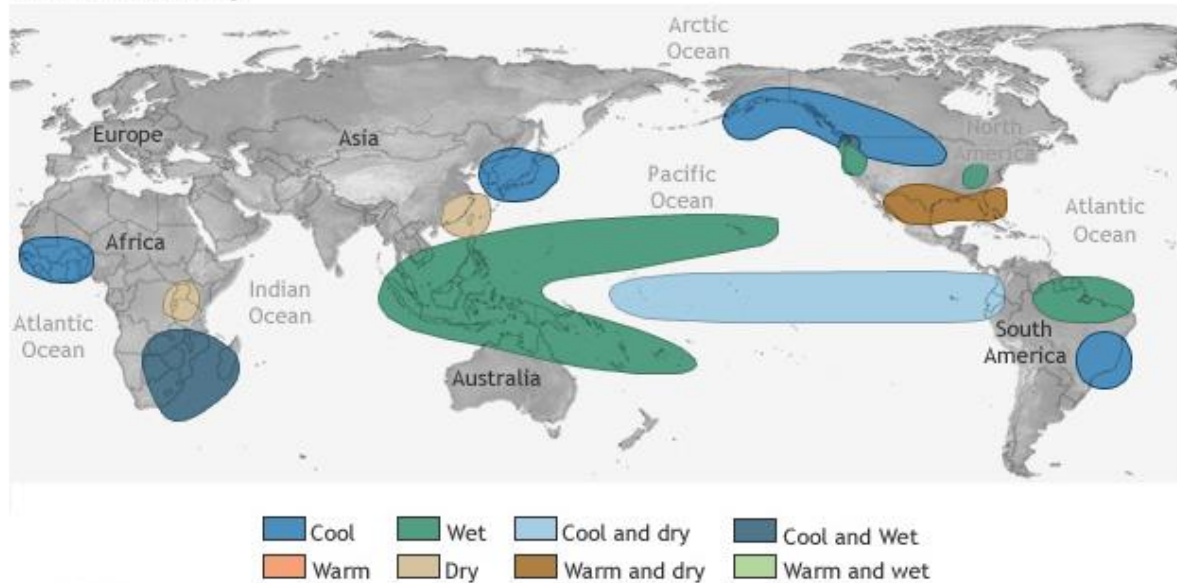 Arctic
Ocean
Europe
Asia
North
America
Pacific
Ocean
Atlantic
Ocean
Africa
Indian
Ocean
Atlantic
Ocean
South
America
Australia
Cool
Wet
Cool and dry
Cool and Wet
Warm
Dry
Warm and dry
Warm and wet